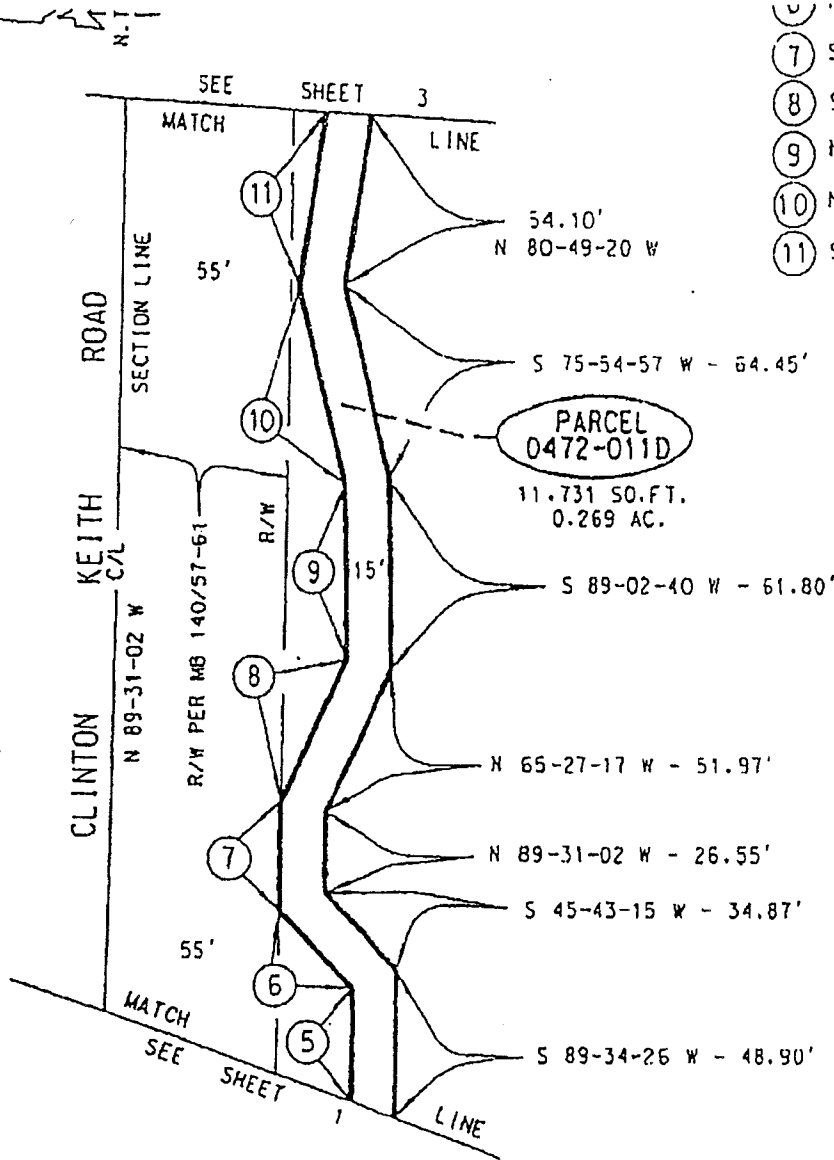 N.T
7 S
8 S
9 N
10 N
11 S
SEE SHEET 3
MATCH LINE
11
54.10'
N 80-49-20 W
55'
SECTION LINE
S 75-54-57 W - 64.45'
10
PARCEL
0472-011D
11.731 SQ.FT.
0.269 AC.
CLINTON KEITH ROAD
C/L
N 89-31-02 W
R/W PER MB 140/57-61
R/W
9
15'
S 89-02-40 W - 61.80'
8
N 65-27-17 W - 51.97'
7
N 89-31-02 W - 26.55'
S 45-43-15 W - 34.87'
55'
6
5
S 89-34-26 W - 48.90'
MATCH LINE
SEE SHEET 1